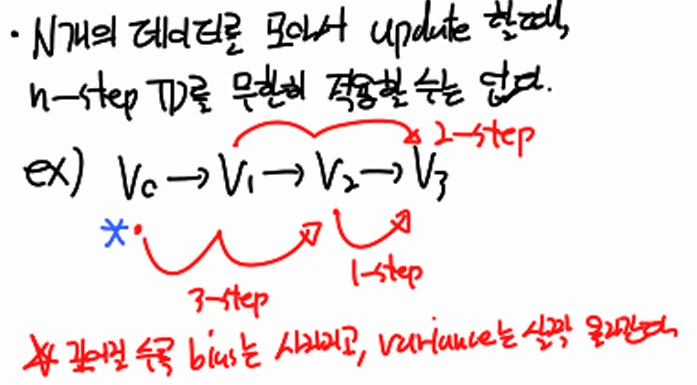 · N개의 데이터를 모아서 update 할때,
n-step TD를 무한히 적용할 수는 없다.
2-step
ex) V₀ → V₁ → V₂ → V₃
*
3-step
1-step
☆ 길어질 수록 bias는 사라지고, variance는 살짝 올라간다